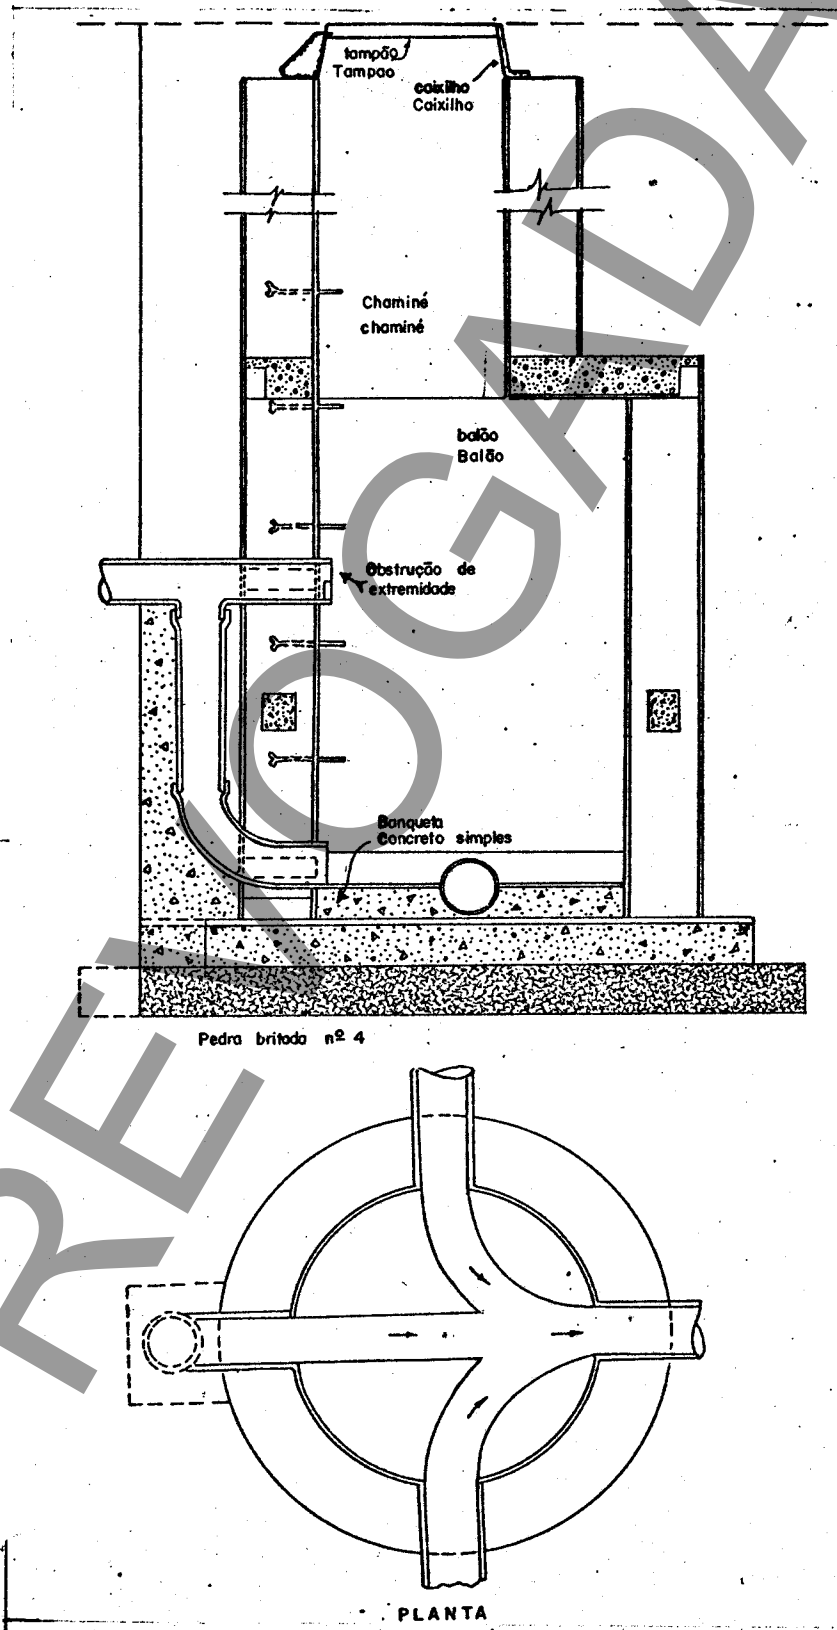 tampão
Tampao
caixilho
Caixilho
Chaminé
chaminé
balão
Balão
Obstrução de
extremidade
Banqueta
Concreto simples
Pedra britada nº 4
PLANTA
REVOGADA